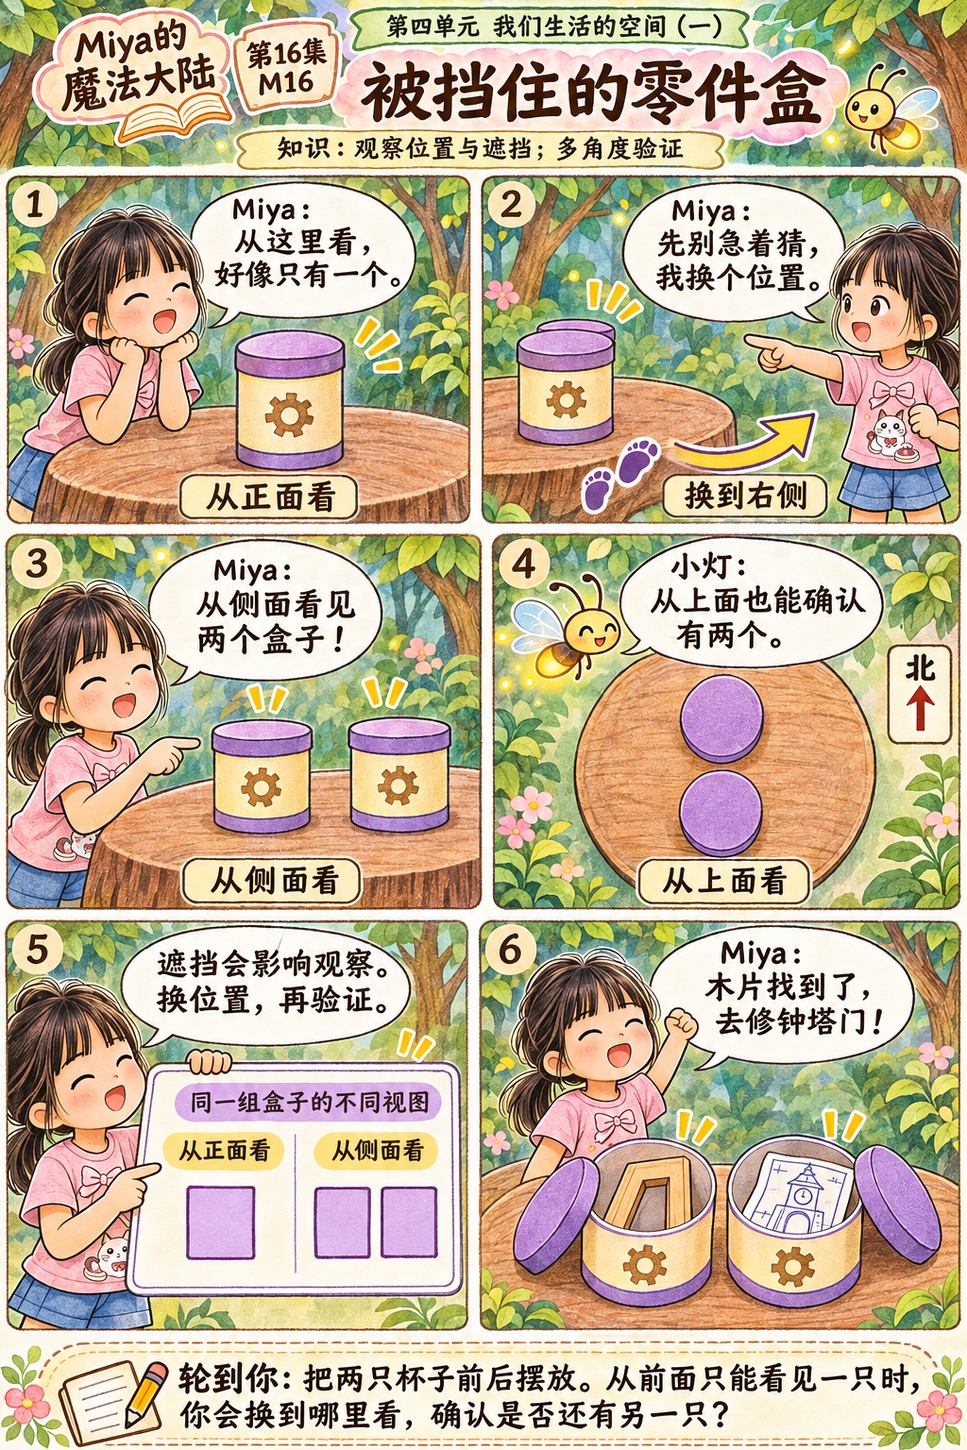 Miya的
魔法大陆
第16集
M16
第四单元 我们生活的空间（一）
被挡住的零件盒
知识：观察位置与遮挡；多角度验证
1
Miya：
从这里看，
好像只有一个。
从正面看
2
Miya：
先别急着猜，
我换个位置。
换到右侧
3
Miya：
从侧面看见
两个盒子！
从侧面看
4
小灯：
从上面也能确认
有两个。
北
从上面看
5
遮挡会影响观察。
换位置，再验证。
同一组盒子的不同视图
从正面看
从侧面看
6
Miya：
木片找到了，
去修钟塔门！
轮到你：把两只杯子前后摆放。从前面只能看见一只时，
你会换到哪里看，确认是否还有另一只？